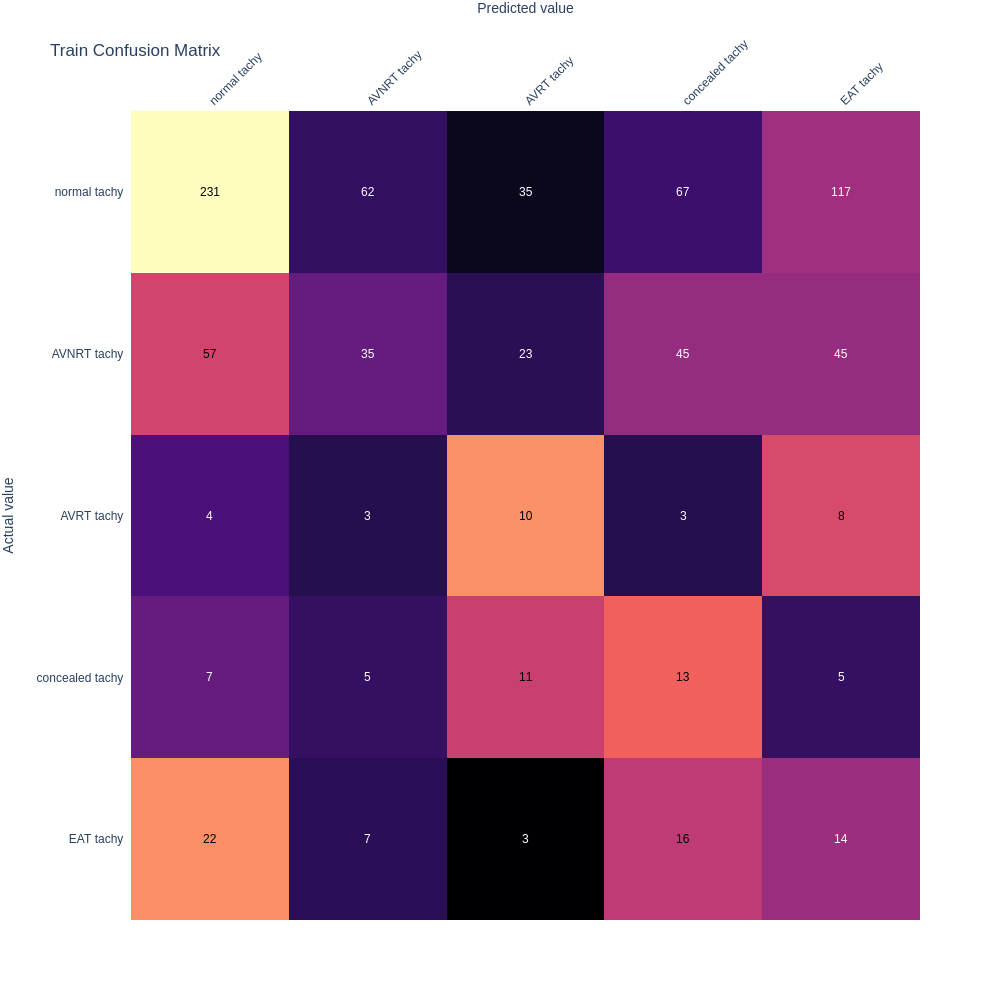 Predicted value
Train Confusion Matrix
normal tachy AVNRT tachy AVRT tachy concealed tachy EAT tachy
normal tachy 231 62 35 67 117
AVNRT tachy 57 35 23 45 45
AVRT tachy 4 3 10 3 8
concealed tachy 7 5 11 13 5
EAT tachy 22 7 3 16 14
Actual value